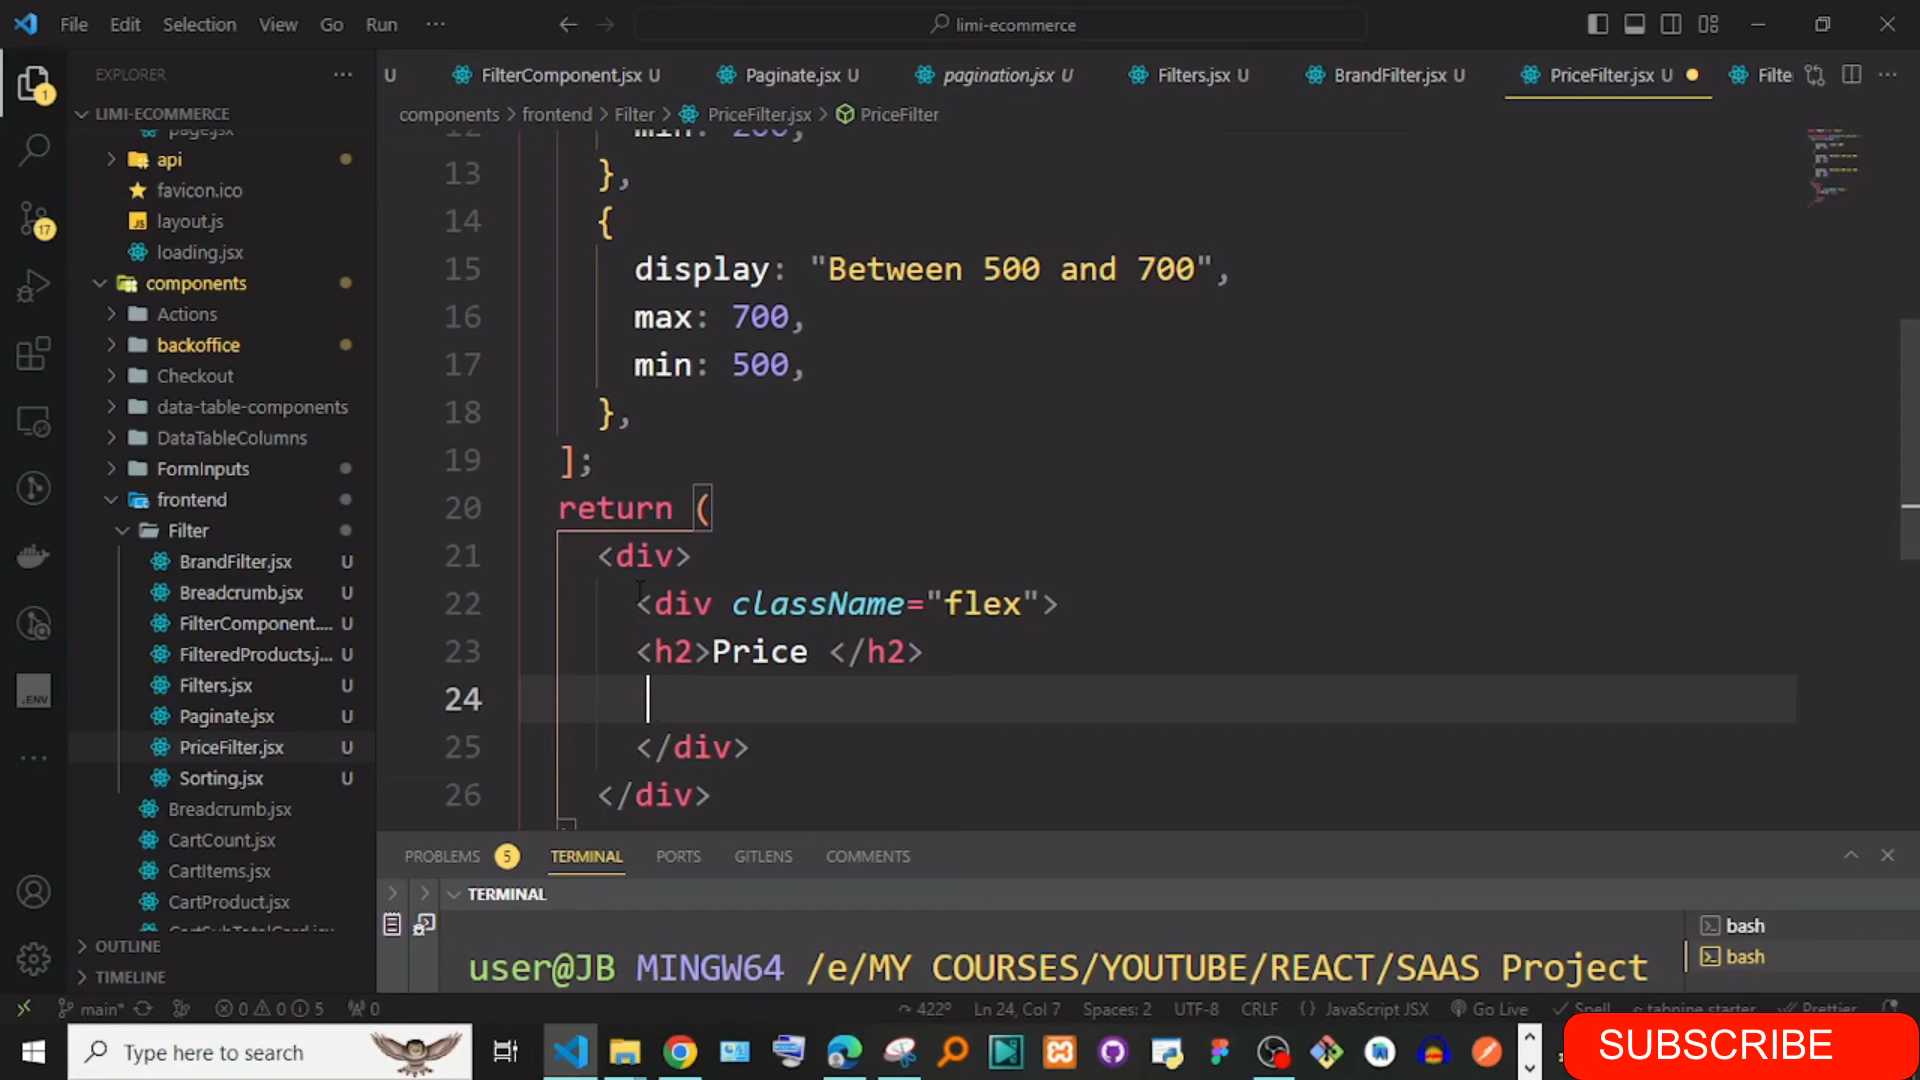 File Edit Selection View Go Run ··· limi-ecommerce
EXPLORER ···
U FilterComponent.jsx U Paginate.jsx U pagination.jsx U Filters.jsx U BrandFilter.jsx U PriceFilter.jsx U Filte ···
components > frontend > Filter > PriceFilter.jsx > PriceFilter
LIMI-ECOMMERCE
page.jsx
api
favicon.ico
layout.js
loading.jsx
components
Actions
backoffice
Checkout
data-table-components
DataTableColumns
FormInputs
frontend
Filter
BrandFilter.jsx U
Breadcrumb.jsx U
FilterComponent.... U
FilteredProducts.j... U
Filters.jsx U
Paginate.jsx U
PriceFilter.jsx U
Sorting.jsx U
Breadcrumb.jsx
CartCount.jsx
CartItems.jsx
CartProduct.jsx
CartSubTotalCard.jsx
OUTLINE
TIMELINE
1
17
.ENV
12 min: 200,
13 },
14 {
15 display: "Between 500 and 700",
16 max: 700,
17 min: 500,
18 },
19 ];
20 return (
21 <div>
22 <div className="flex">
23 <h2>Price </h2>
24
25 </div>
26 </div>
PROBLEMS 5 TERMINAL PORTS GITLENS COMMENTS
TERMINAL
bash
bash
user@JB MINGW64 /e/MY COURSES/YOUTUBE/REACT/SAAS Project
main* 0 0 5 0 422° Ln 24, Col 7 Spaces: 2 UTF-8 CRLF {} JavaScript JSX Go Live Spell tabnine starter Prettier
Type here to search
SUBSCRIBE